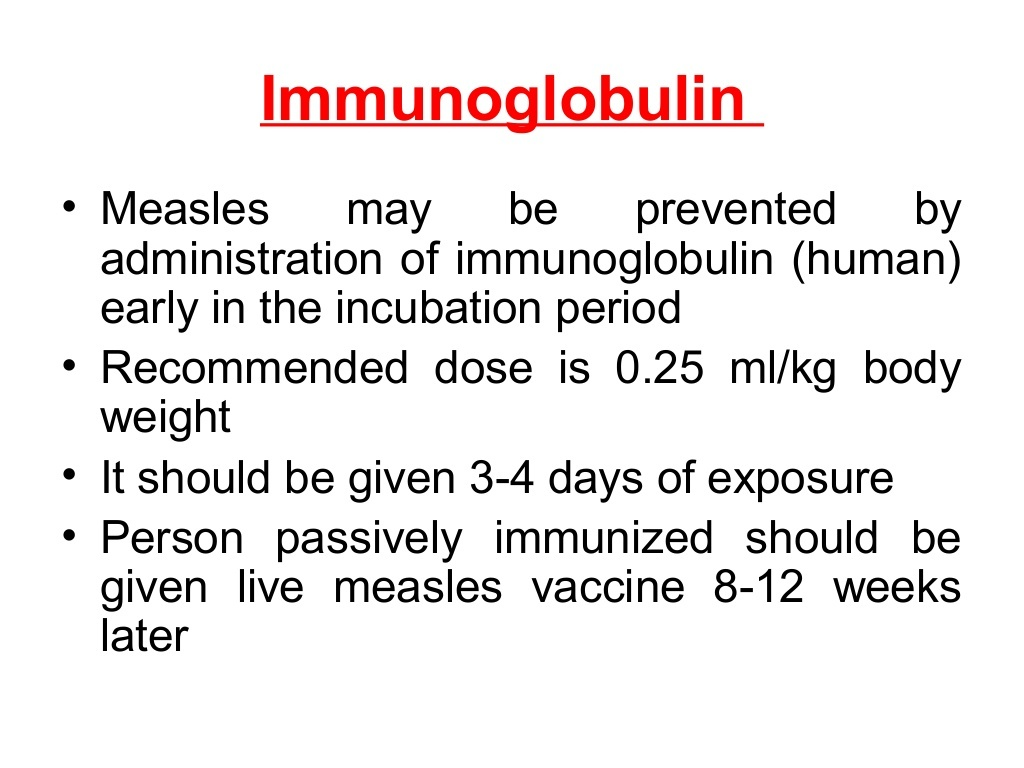 Immunoglobulin
• Measles may be prevented by
administration of immunoglobulin (human)
early in the incubation period
• Recommended dose is 0.25 ml/kg body
weight
• It should be given 3-4 days of exposure
• Person passively immunized should be
given live measles vaccine 8-12 weeks
later